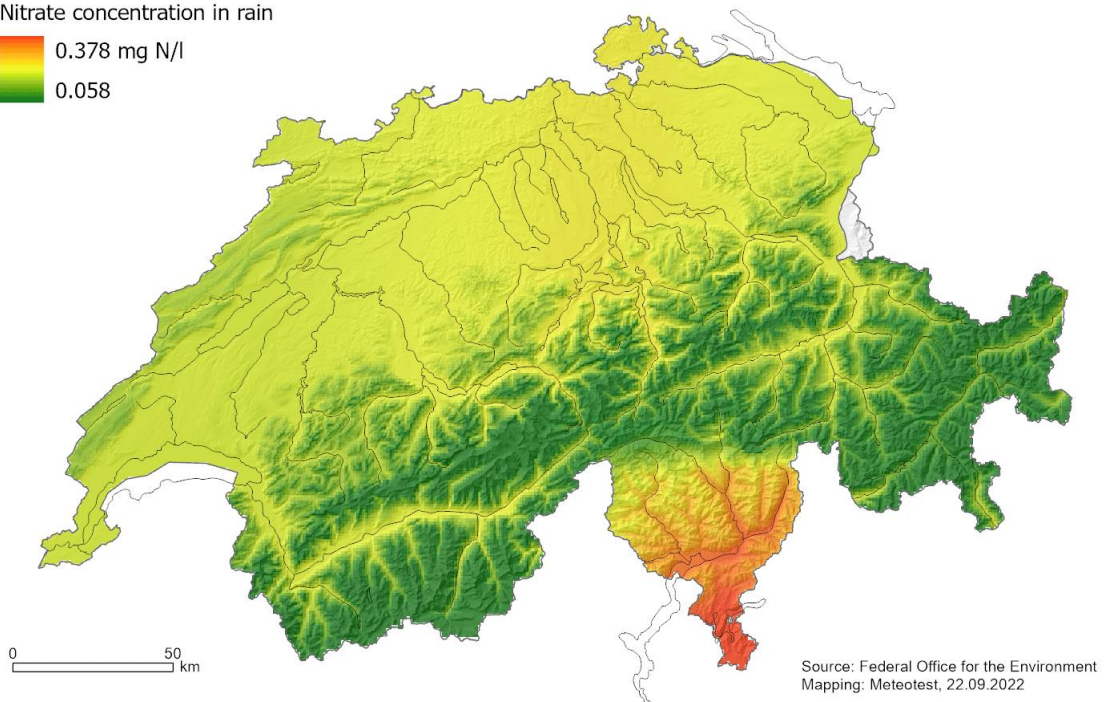 Nitrate concentration in rain
0.378 mg N/l
0.058
0 50
km
Source: Federal Office for the Environment
Mapping: Meteotest, 22.09.2022